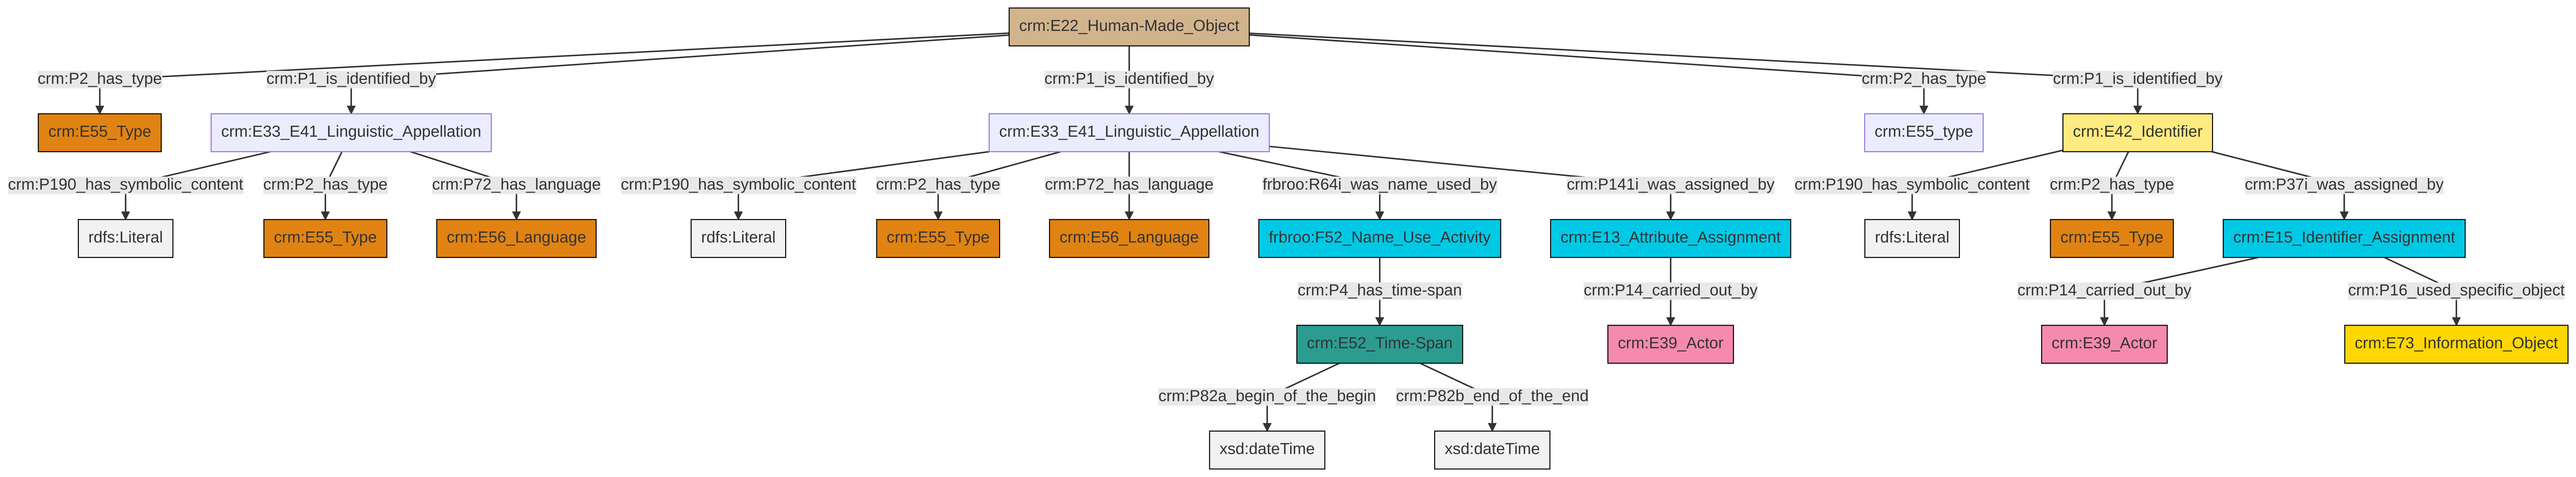 crm:E22_Human-Made_Object
crm:P2_has_type
crm:P1_is_identified_by
crm:P1_is_identified_by
crm:P2_has_type
crm:P1_is_identified_by
crm:E55_Type
crm:E33_E41_Linguistic_Appellation
crm:E33_E41_Linguistic_Appellation
crm:E55_type
crm:E42_Identifier
crm:P190_has_symbolic_content
crm:P2_has_type
crm:P72_has_language
crm:P190_has_symbolic_content
crm:P2_has_type
crm:P72_has_language
frbroo:R64i_was_name_used_by
crm:P141i_was_assigned_by
crm:P190_has_symbolic_content
crm:P2_has_type
crm:P37i_was_assigned_by
rdfs:Literal
crm:E55_Type
crm:E56_Language
rdfs:Literal
crm:E55_Type
crm:E56_Language
frbroo:F52_Name_Use_Activity
crm:E13_Attribute_Assignment
rdfs:Literal
crm:E55_Type
crm:E15_Identifier_Assignment
crm:P4_has_time-span
crm:P14_carried_out_by
crm:P14_carried_out_by
crm:P16_used_specific_object
crm:E52_Time-Span
crm:E39_Actor
crm:E39_Actor
crm:E73_Information_Object
crm:P82a_begin_of_the_begin
crm:P82b_end_of_the_end
xsd:dateTime
xsd:dateTime